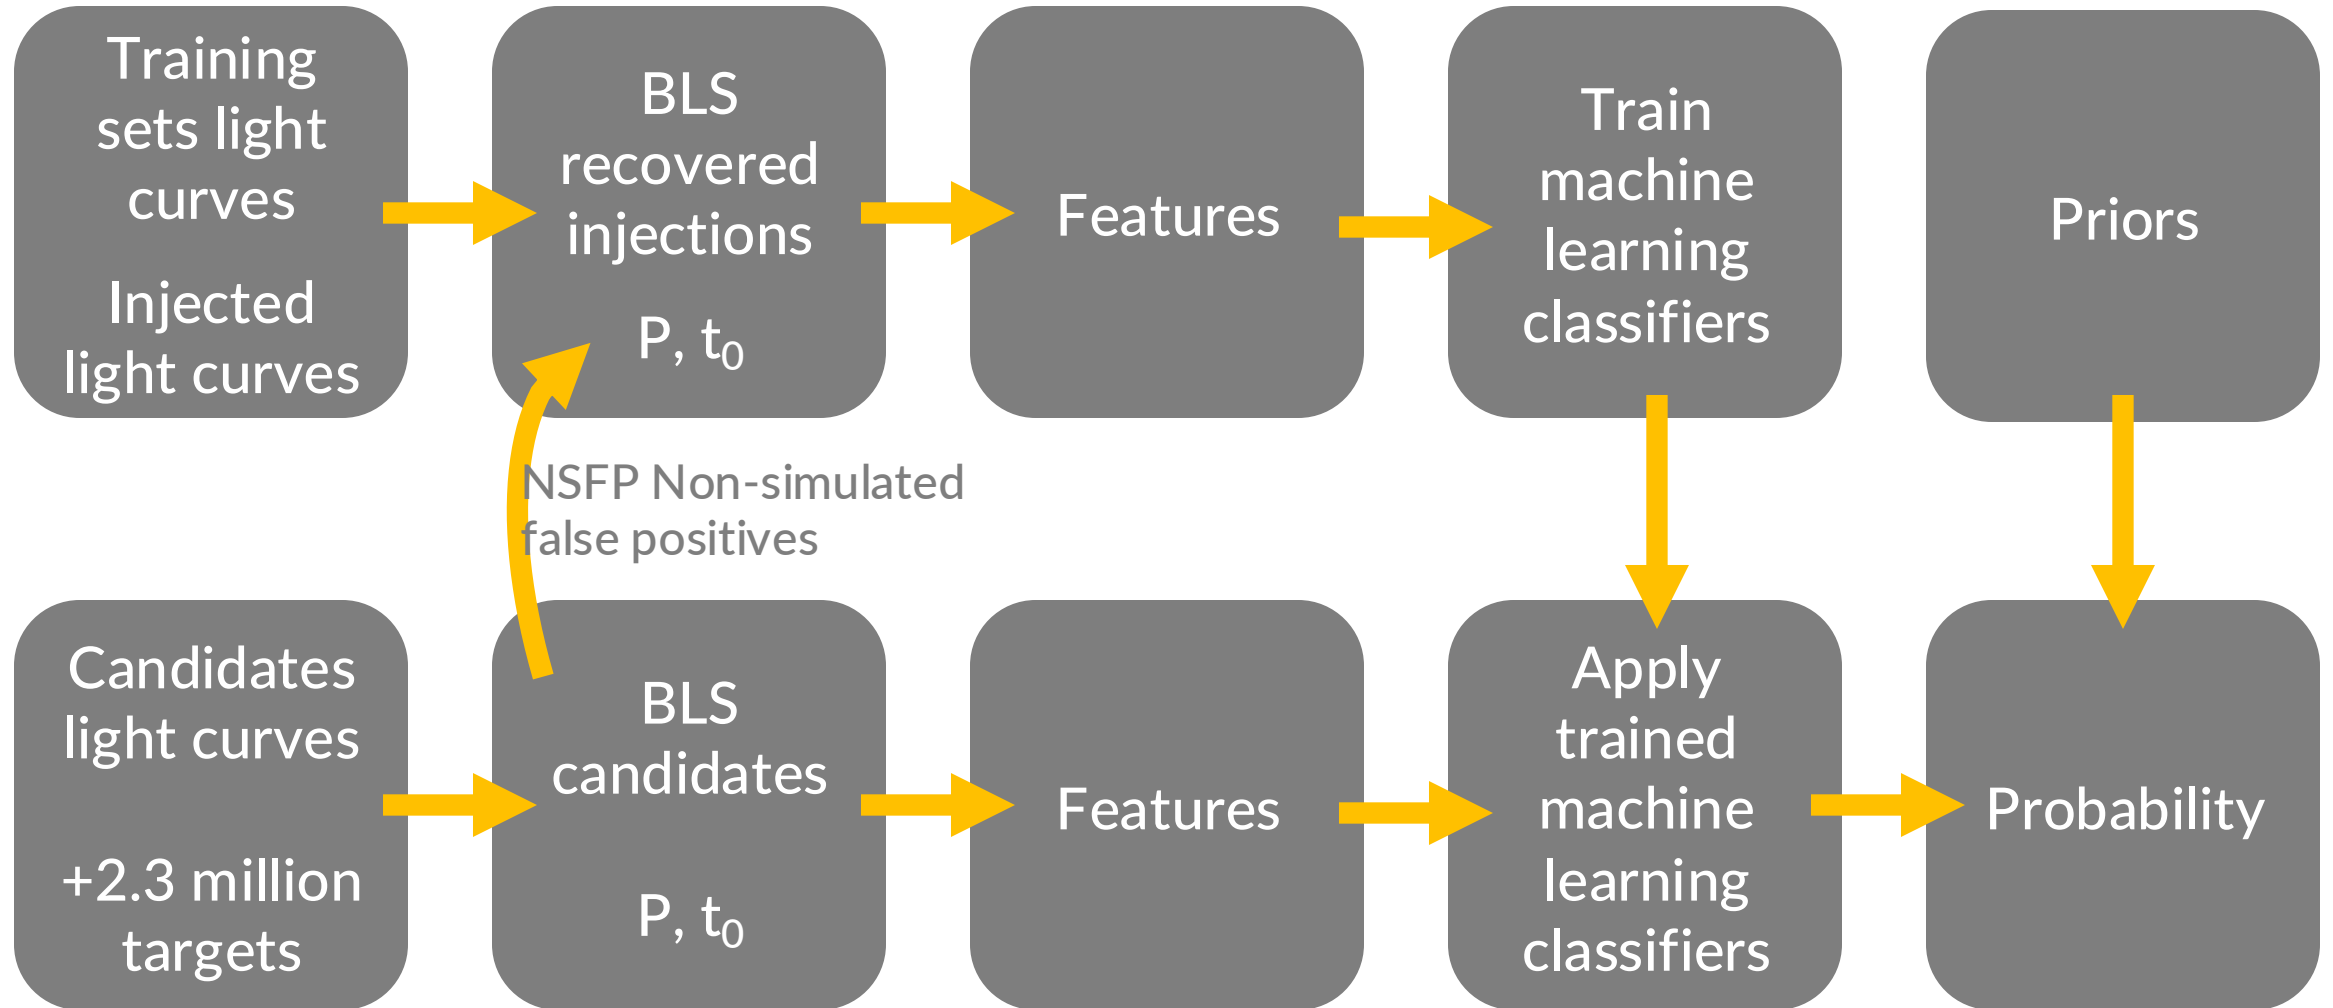 Training
sets light
curves
Injected
light curves
BLS
recovered
injections
P, t₀
Features
Train
machine
learning
classifiers
Priors
NSFP Non-simulated
false positives
Candidates
light curves
+2.3 million
targets
BLS
candidates
P, t₀
Features
Apply
trained
machine
learning
classifiers
Probability